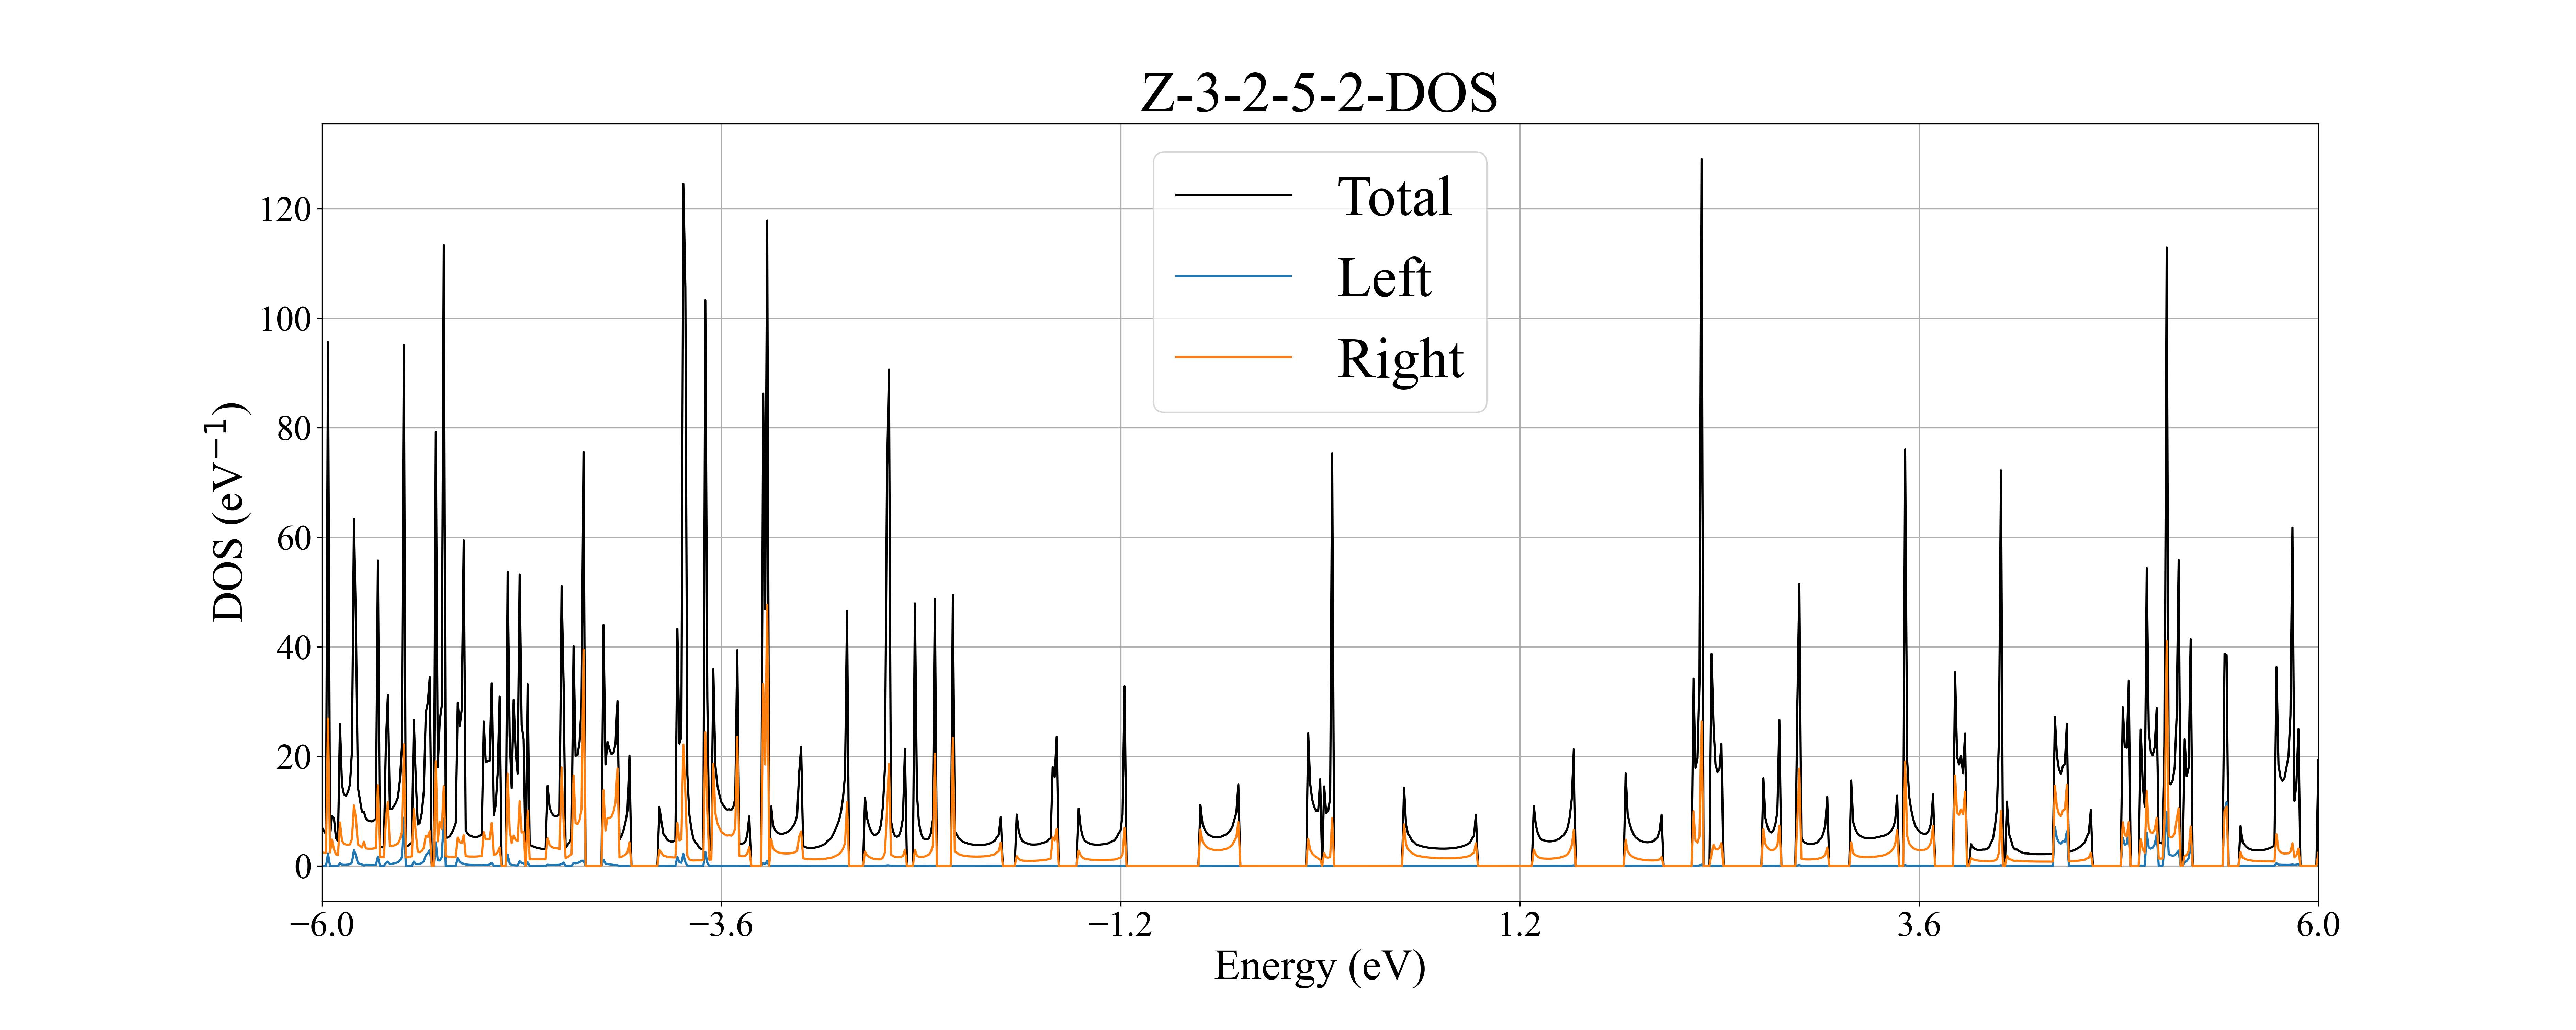 Z-3-2-5-2-DOS
Total
Left
Right
DOS (eV⁻¹)
120
100
80
60
40
20
0
−6.0
−3.6
−1.2
1.2
3.6
6.0
Energy (eV)